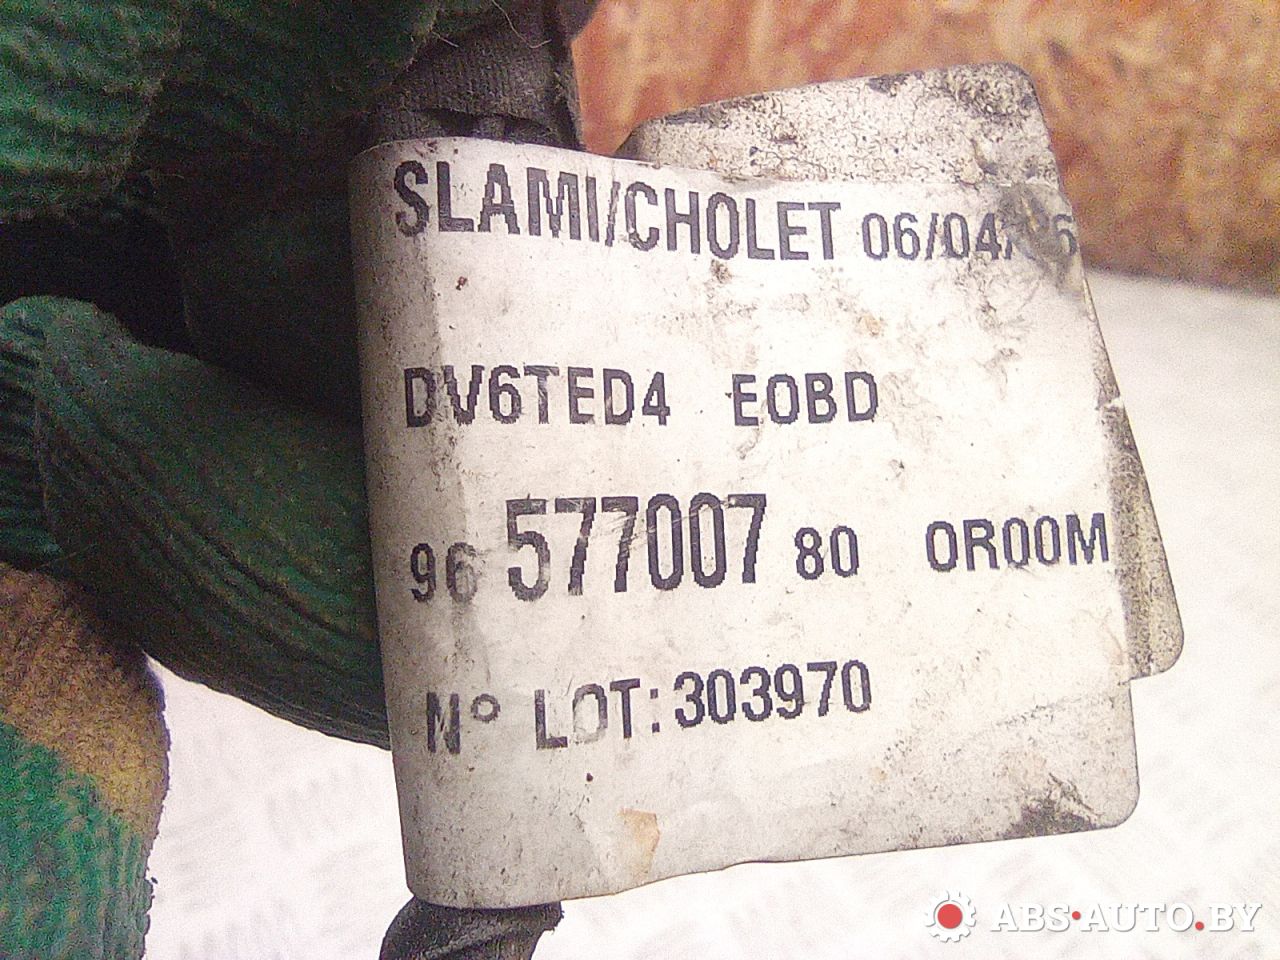 SLAMI/CHOLET 06/04/
DV6TED4 EOBD
96 577007 80 OR00M
N° LOT: 303970
ABS•AUTO.BY